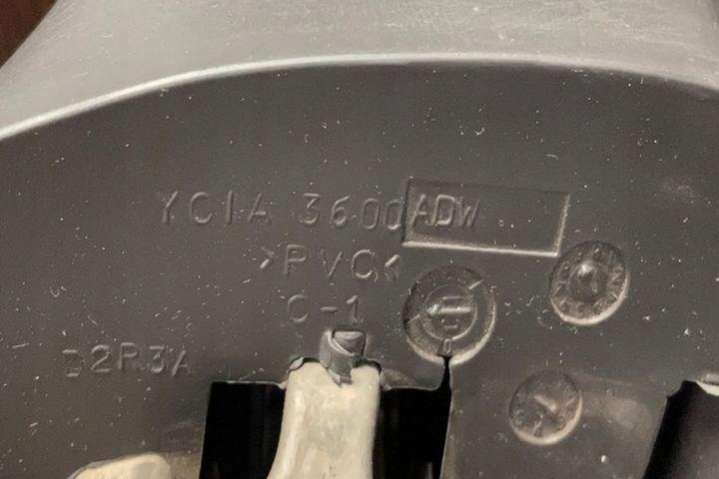 YC1A 3600 ADW
>PVC<
C-1
D2R3A